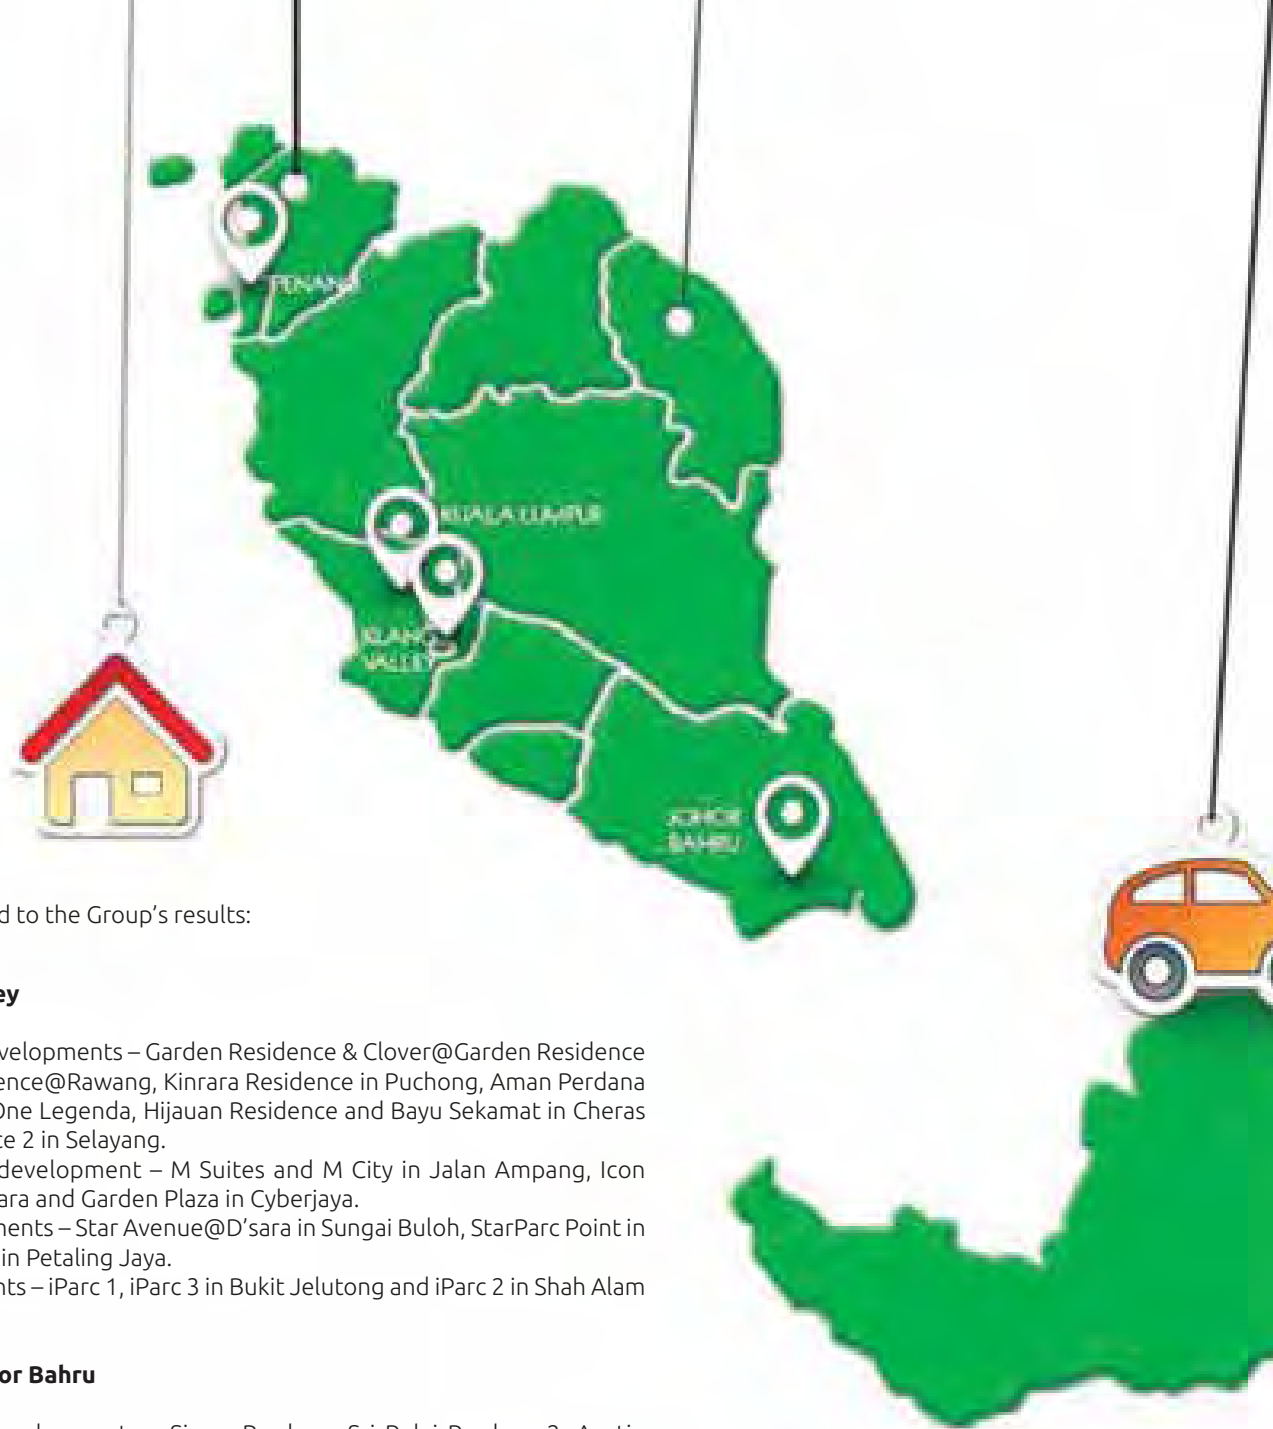 PENANG
KUALA LUMPUR
KLANG
VALLEY
JOHOR
BAHRU
d to the Group's results:
ey
velopments – Garden Residence & Clover@Garden Residence
ence@Rawang, Kinrara Residence in Puchong, Aman Perdana
One Legenda, Hijauan Residence and Bayu Sekamat in Cheras
ce 2 in Selayang.
development – M Suites and M City in Jalan Ampang, Icon
ara and Garden Plaza in Cyberjaya.
ments – Star Avenue@D'sara in Sungai Buloh, StarParc Point in
in Petaling Jaya.
nts – iParc 1, iParc 3 in Bukit Jelutong and iParc 2 in Shah Alam
or Bahru